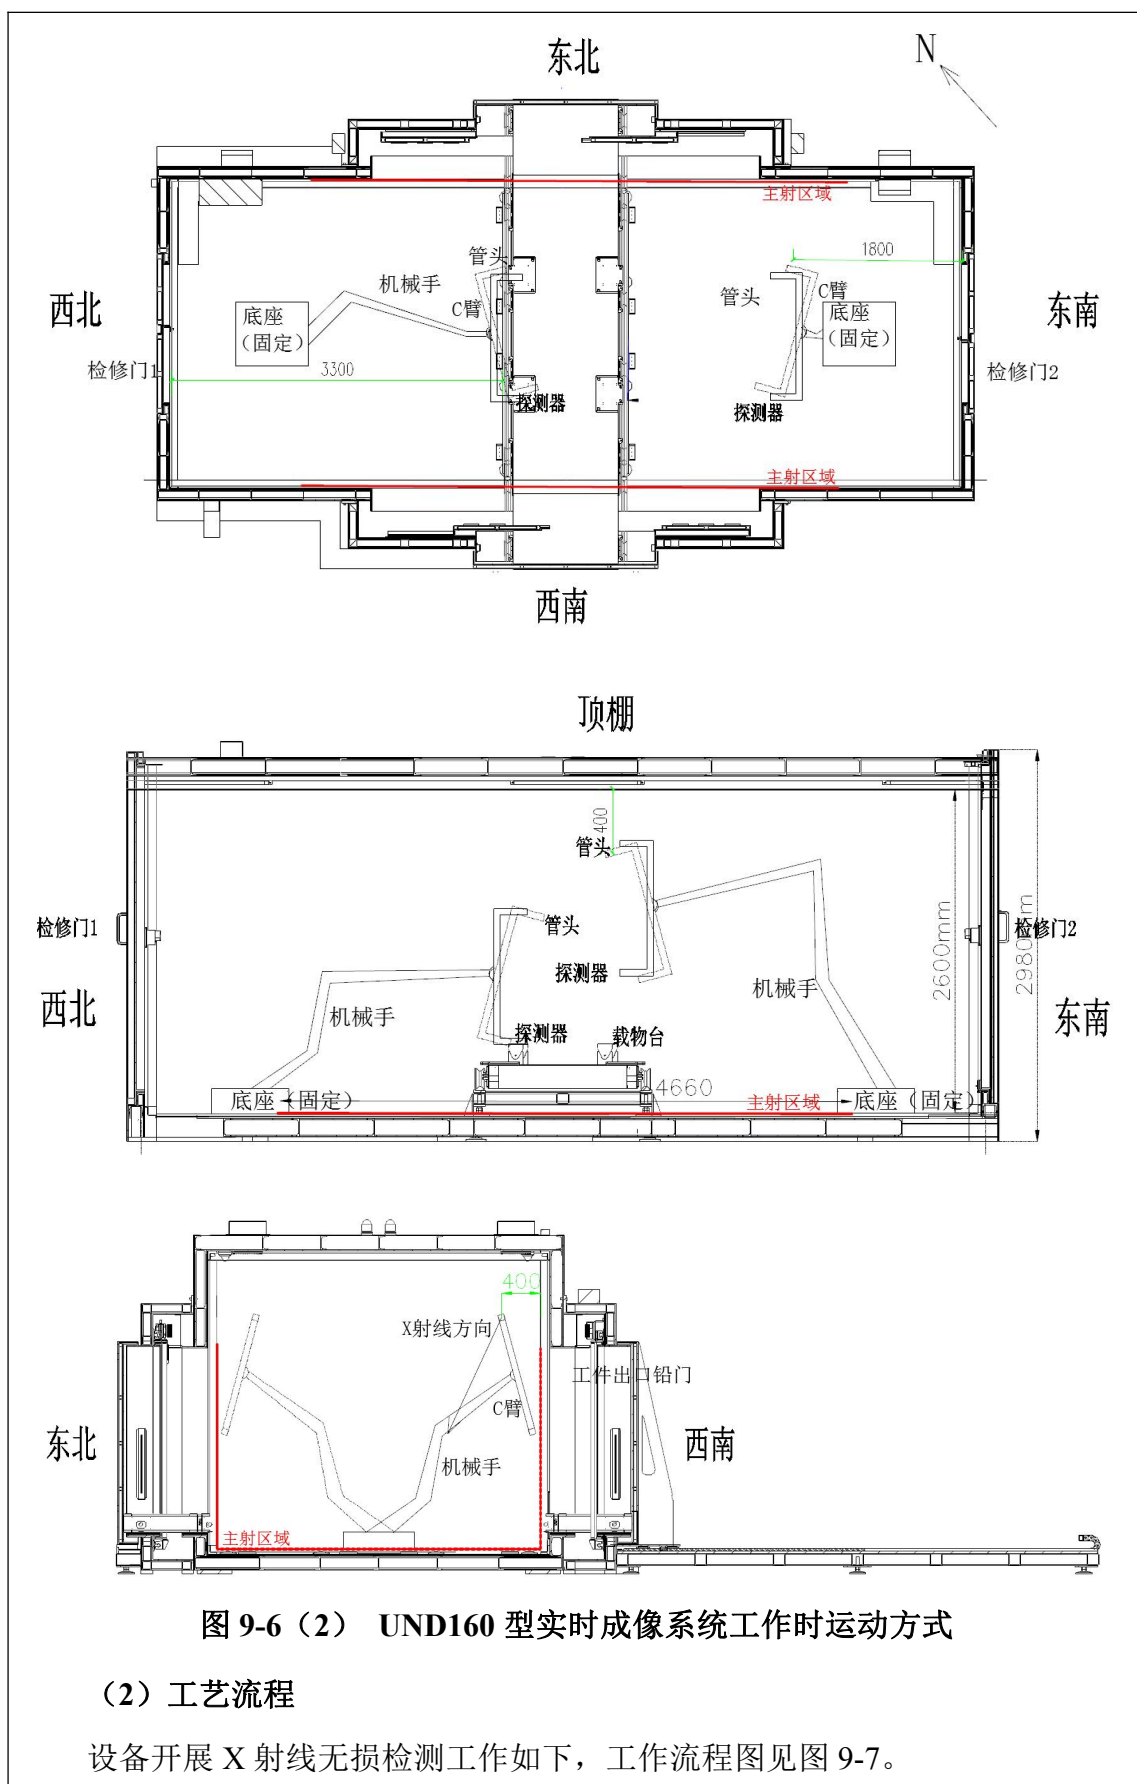 东北
N
主射区域
管头
1800
机械手
C臂
管头
C臂
西北
底座
（固定）
底座
（固定）
东南
检修门1
3300
检修门2
探测器
探测器
主射区域
西南
顶棚
400
管头
检修门1
管头
检修门2
探测器
2600mm
2980mm
西北
机械手
机械手
东南
探测器
载物台
4660
底座（固定）
主射区域
底座（固定）
400
X射线方向
工件出口铅门
C臂
东北
西南
机械手
主射区域
图 9-6（2） UND160 型实时成像系统工作时运动方式
（2）工艺流程
设备开展 X 射线无损检测工作如下，工作流程图见图 9-7。